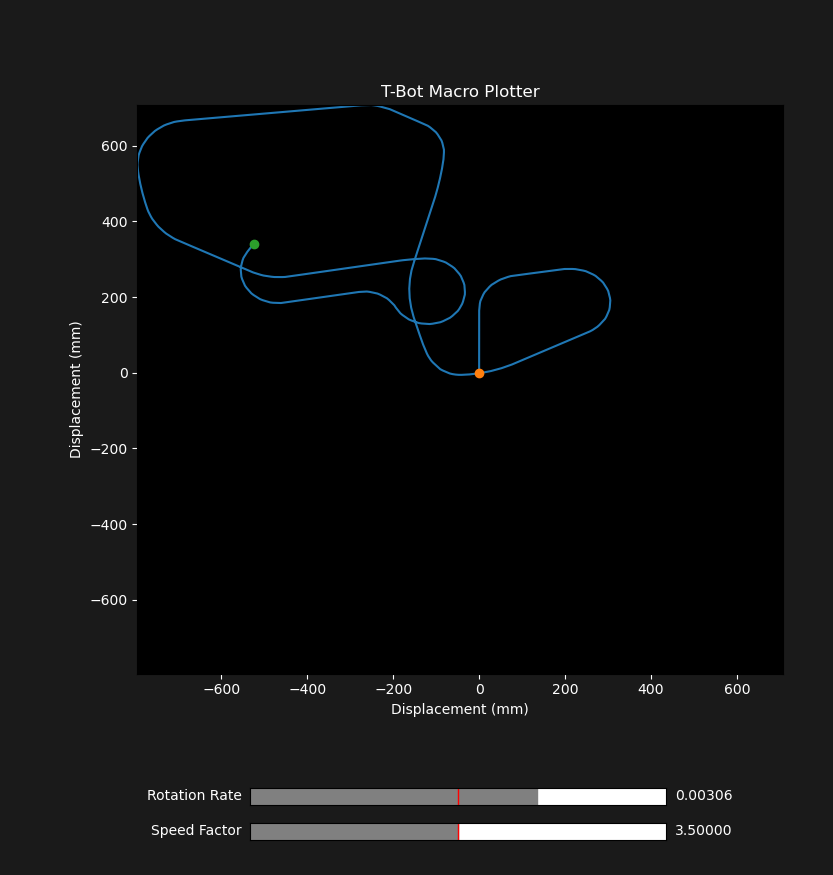 T-Bot Macro Plotter
600
400
200
0
−200
−400
−600
Displacement (mm)
−600 −400 −200 0 200 400 600
Displacement (mm)
Rotation Rate 0.00306
Speed Factor 3.50000